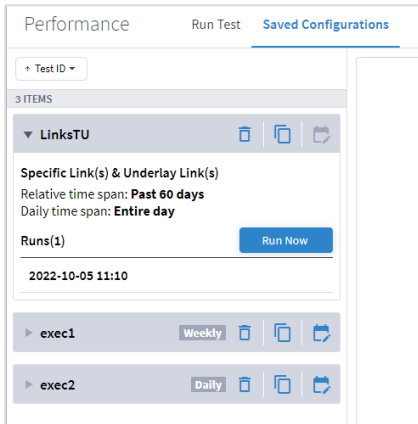 Performance Run Test Saved Configurations
↑ Test ID ▾
3 ITEMS
LinksTU
Specific Link(s) & Underlay Link(s)
Relative time span: Past 60 days
Daily time span: Entire day
Runs(1) Run Now
2022-10-05 11:10
exec1 Weekly
exec2 Daily